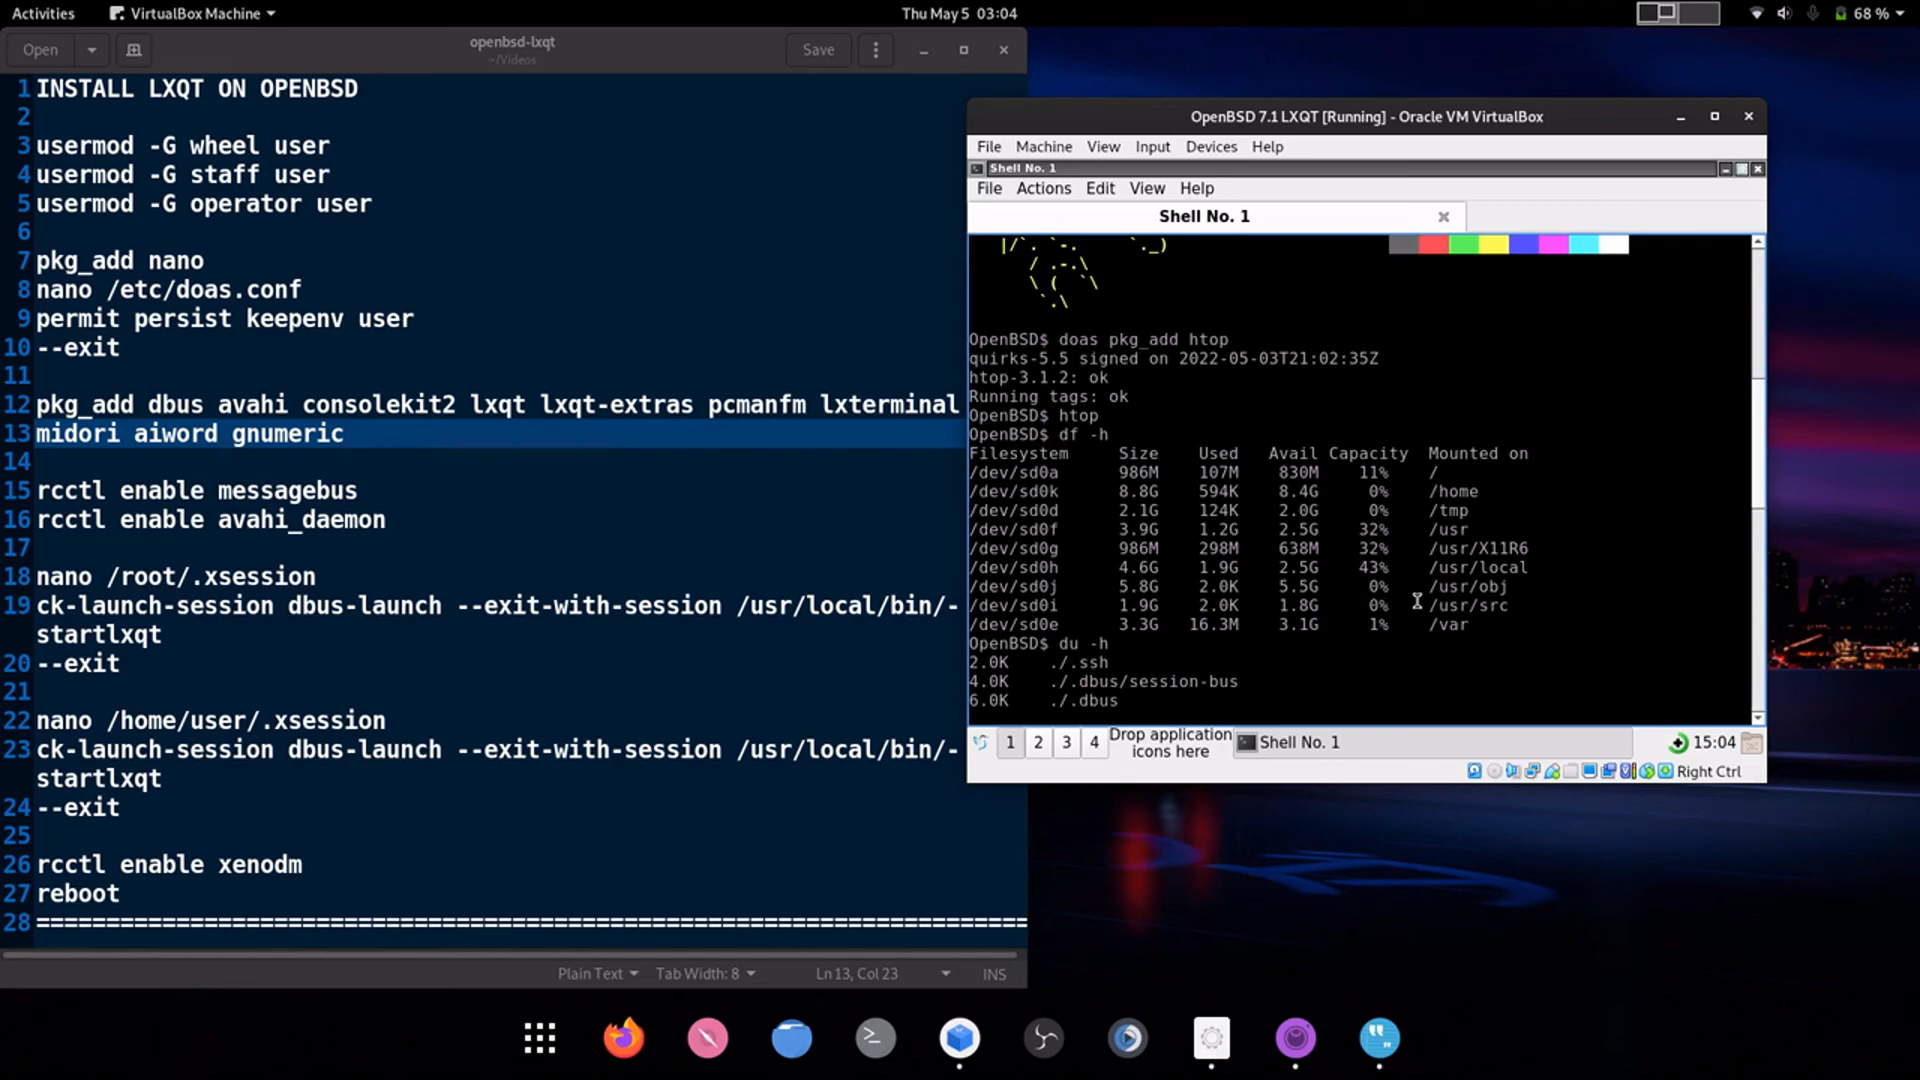 Activities VirtualBox Machine Thu May 5 03:04 68 %
Open openbsd-lxqt Save
~/Videos
1 INSTALL LXQT ON OPENBSD
2
3 usermod -G wheel user
4 usermod -G staff user
5 usermod -G operator user
6
7 pkg_add nano
8 nano /etc/doas.conf
9 permit persist keepenv user
10 --exit
11
12 pkg_add dbus avahi consolekit2 lxqt lxqt-extras pcmanfm lxterminal
13 midori aiword gnumeric
14
15 rcctl enable messagebus
16 rcctl enable avahi_daemon
17
18 nano /root/.xsession
19 ck-launch-session dbus-launch --exit-with-session /usr/local/bin/-
startlxqt
20 --exit
21
22 nano /home/user/.xsession
23 ck-launch-session dbus-launch --exit-with-session /usr/local/bin/-
startlxqt
24 --exit
25
26 rcctl enable xenodm
27 reboot
28 ======================================================================
Plain Text Tab Width: 8 Ln 13, Col 23 INS
OpenBSD 7.1 LXQT [Running] - Oracle VM VirtualBox
File Machine View Input Devices Help
Shell No. 1
File Actions Edit View Help
Shell No. 1
OpenBSD$ doas pkg_add htop
quirks-5.5 signed on 2022-05-03T21:02:35Z
htop-3.1.2: ok
Running tags: ok
OpenBSD$ htop
OpenBSD$ df -h
Filesystem Size Used Avail Capacity Mounted on
/dev/sd0a 986M 107M 830M 11% /
/dev/sd0k 8.8G 594K 8.4G 0% /home
/dev/sd0d 2.1G 124K 2.0G 0% /tmp
/dev/sd0f 3.9G 1.2G 2.5G 32% /usr
/dev/sd0g 986M 298M 638M 32% /usr/X11R6
/dev/sd0h 4.6G 1.9G 2.5G 43% /usr/local
/dev/sd0j 5.8G 2.0K 5.5G 0% /usr/obj
/dev/sd0i 1.9G 2.0K 1.8G 0% /usr/src
/dev/sd0e 3.3G 16.3M 3.1G 1% /var
OpenBSD$ du -h
2.0K ./.ssh
4.0K ./.dbus/session-bus
6.0K ./.dbus
1 2 3 4 Drop application icons here Shell No. 1 15:04
Right Ctrl